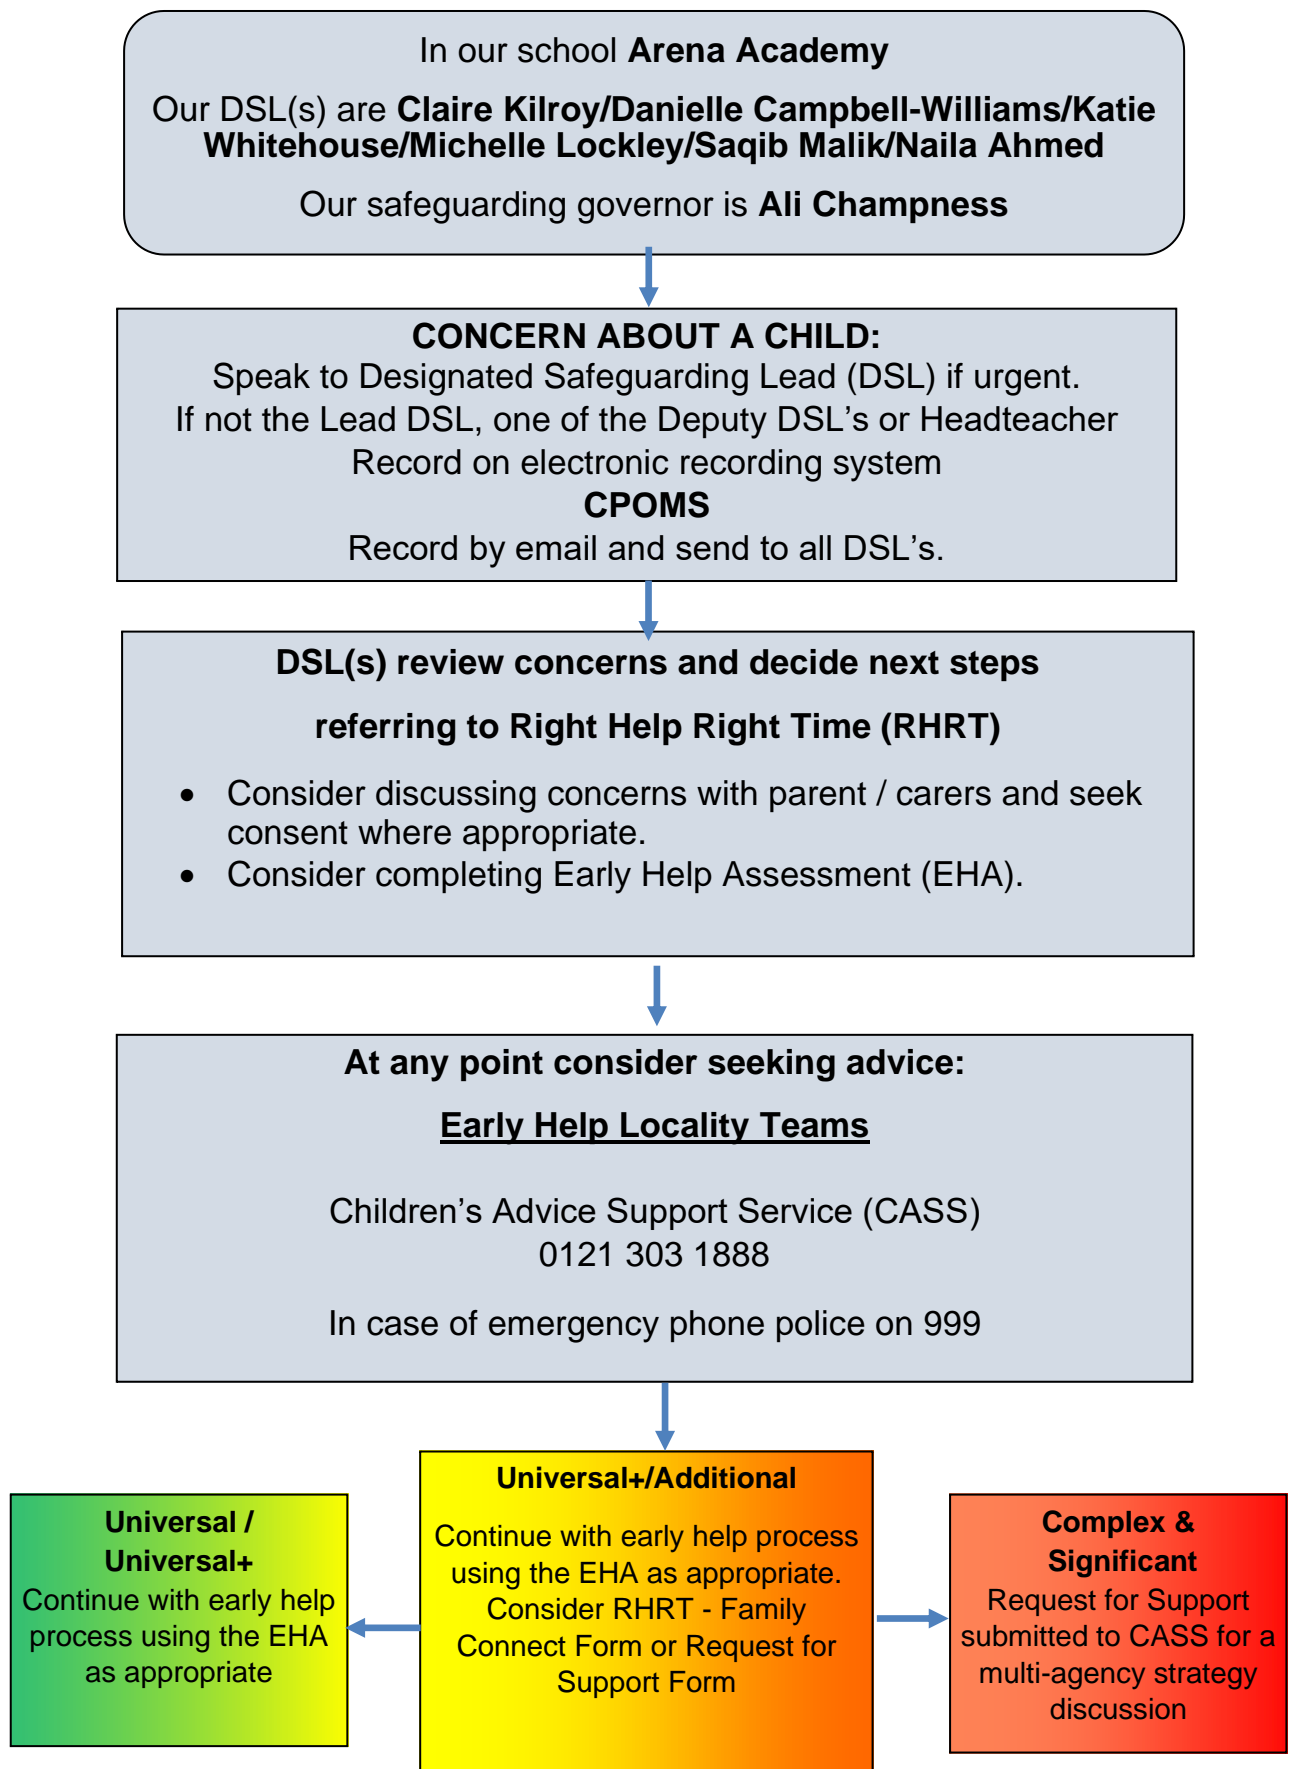 In our school Arena Academy
Our DSL(s) are Claire Kilroy/Danielle Campbell-Williams/Katie
Whitehouse/Michelle Lockley/Saqib Malik/Naila Ahmed
Our safeguarding governor is Ali Champness
CONCERN ABOUT A CHILD:
Speak to Designated Safeguarding Lead (DSL) if urgent.
If not the Lead DSL, one of the Deputy DSL’s or Headteacher
Record on electronic recording system
CPOMS
Record by email and send to all DSL’s.
DSL(s) review concerns and decide next steps
referring to Right Help Right Time (RHRT)
• Consider discussing concerns with parent / carers and seek
consent where appropriate.
• Consider completing Early Help Assessment (EHA).
At any point consider seeking advice:
Early Help Locality Teams
Children’s Advice Support Service (CASS)
0121 303 1888
In case of emergency phone police on 999
Universal /
Universal+
Continue with early help
process using the EHA
as appropriate
Universal+/Additional
Continue with early help process
using the EHA as appropriate.
Consider RHRT - Family
Connect Form or Request for
Support Form
Complex &
Significant
Request for Support
submitted to CASS for a
multi-agency strategy
discussion